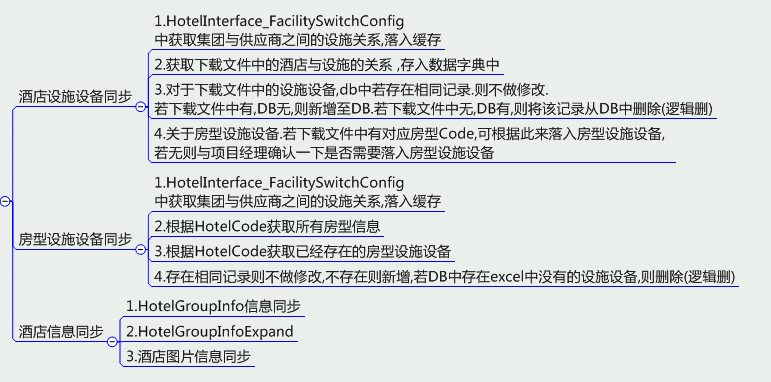 酒店设施设备同步
1.HotelInterface_FacilitySwitchConfig
中获取集团与供应商之间的设施关系,落入缓存
2.获取下载文件中的酒店与设施的关系 ,存入数据字典中
3.对于下载文件中的设施设备,db中若存在相同记录.则不做修改.
若下载文件中有,DB无,则新增至DB.若下载文件中无,DB有,则将该记录从DB中删除(逻辑删)
4.关于房型设施设备.若下载文件中有对应房型Code,可根据此来落入房型设施设备,
若无则与项目经理确认一下是否需要落入房型设施设备
房型设施设备同步
1.HotelInterface_FacilitySwitchConfig
中获取集团与供应商之间的设施关系,落入缓存
2.根据HotelCode获取所有房型信息
3.根据HotelCode获取已经存在的房型设施设备
4.存在相同记录则不做修改,不存在则新增,若DB中存在excel中没有的设施设备,则删除(逻辑删)
酒店信息同步
1.HotelGroupInfo信息同步
2.HotelGroupInfoExpand
3.酒店图片信息同步